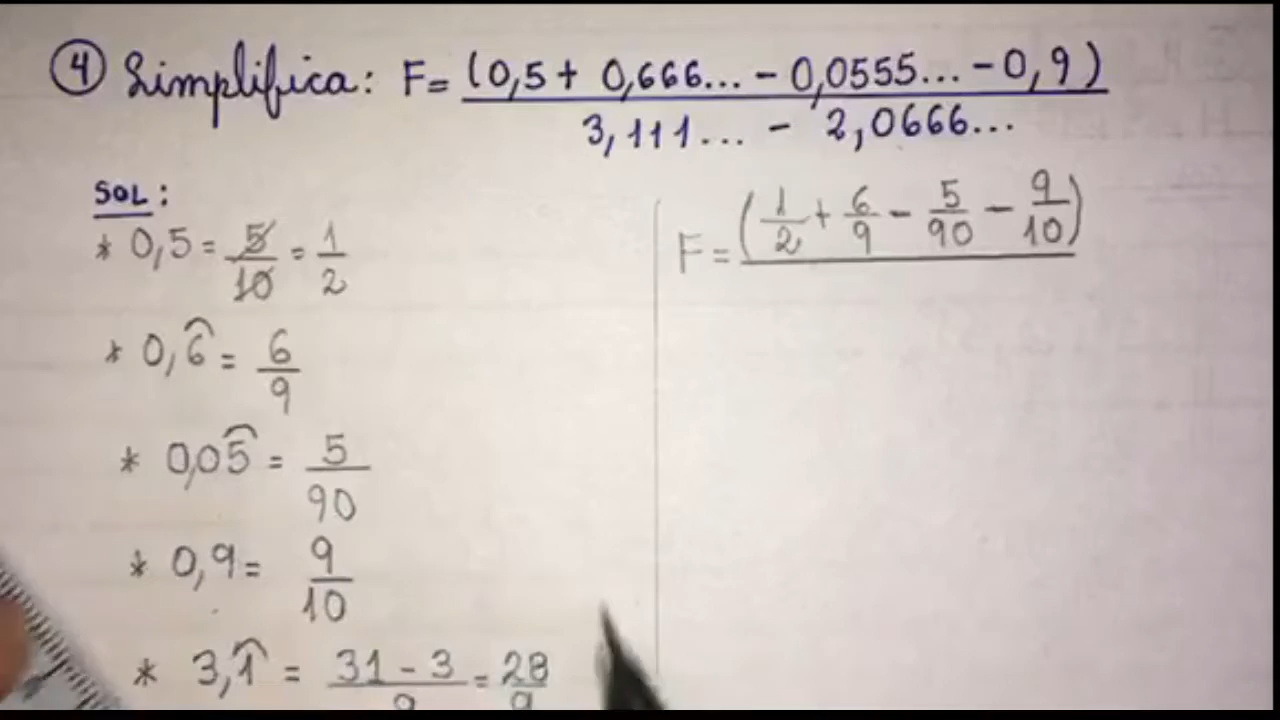 ④ Simplifica: F = (0,5 + 0,666... - 0,0555... - 0,9) / 3,111... - 2,0666...
SOL:
* 0,5 = 5/10 = 1/2
* 0,6̂ = 6/9
* 0,05̂ = 5/90
* 0,9 = 9/10
* 3,1̂ = 31 - 3/9 = 28/9
F = (1/2 + 6/9 - 5/90 - 9/10)